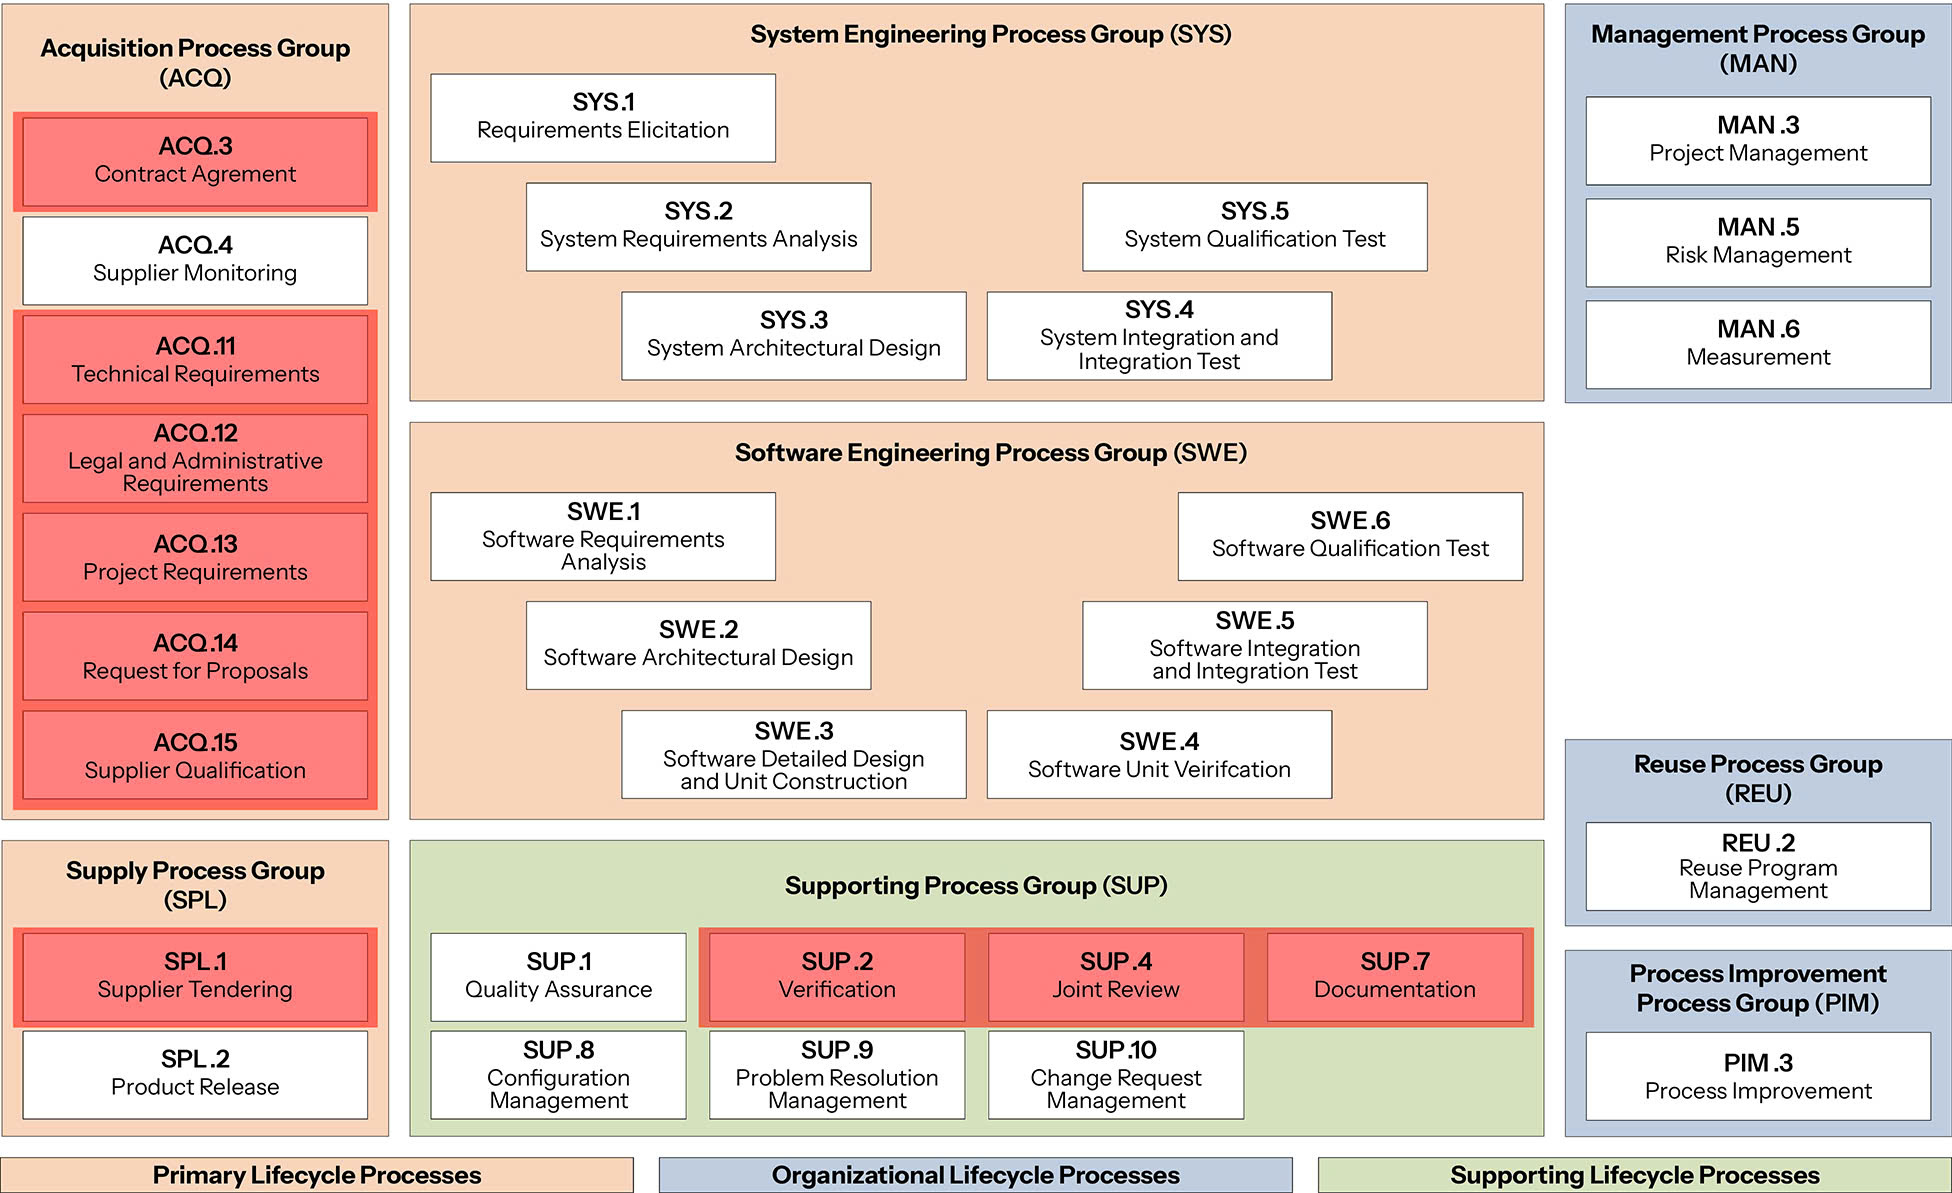 Acquisition Process Group
(ACQ)
ACQ.3
Contract Agrement
ACQ.4
Supplier Monitoring
ACQ.11
Technical Requirements
ACQ.12
Legal and Administrative
Requirements
ACQ.13
Project Requirements
ACQ.14
Request for Proposals
ACQ.15
Supplier Qualification
Supply Process Group
(SPL)
SPL.1
Supplier Tendering
SPL.2
Product Release
System Engineering Process Group (SYS)
SYS.1
Requirements Elicitation
SYS.2
System Requirements Analysis
SYS.5
System Qualification Test
SYS.3
System Architectural Design
SYS.4
System Integration and
Integration Test
Software Engineering Process Group (SWE)
SWE.1
Software Requirements
Analysis
SWE.6
Software Qualification Test
SWE.2
Software Architectural Design
SWE.5
Software Integration
and Integration Test
SWE.3
Software Detailed Design
and Unit Construction
SWE.4
Software Unit Veirifcation
Supporting Process Group (SUP)
SUP.1
Quality Assurance
SUP.2
Verification
SUP.4
Joint Review
SUP.7
Documentation
SUP.8
Configuration
Management
SUP.9
Problem Resolution
Management
SUP.10
Change Request
Management
Management Process Group
(MAN)
MAN.3
Project Management
MAN.5
Risk Management
MAN.6
Measurement
Reuse Process Group
(REU)
REU.2
Reuse Program
Management
Process Improvement
Process Group (PIM)
PIM.3
Process Improvement
Primary Lifecycle Processes
Organizational Lifecycle Processes
Supporting Lifecycle Processes